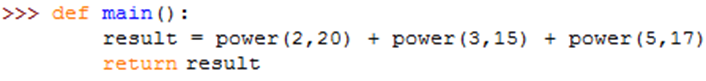 >>> def main():
        result = power(2,20) + power(3,15) + power(5,17)
        return result